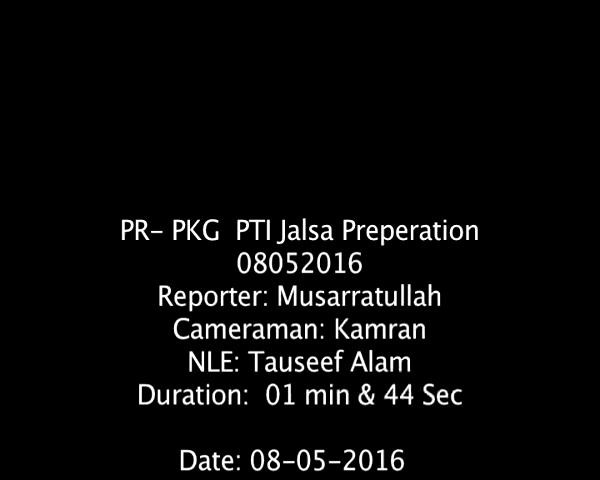 PR- PKG  PTI Jalsa Preperation
08052016
Reporter: Musarratullah
Cameraman: Kamran
NLE: Tauseef Alam
Duration:  01 min & 44 Sec
Date: 08-05-2016